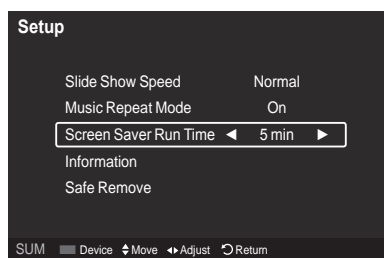 Setup
Slide Show Speed Normal
Music Repeat Mode On
Screen Saver Run Time ◀ 5 min ▶
Information
Safe Remove
SUM Device Move Adjust Return